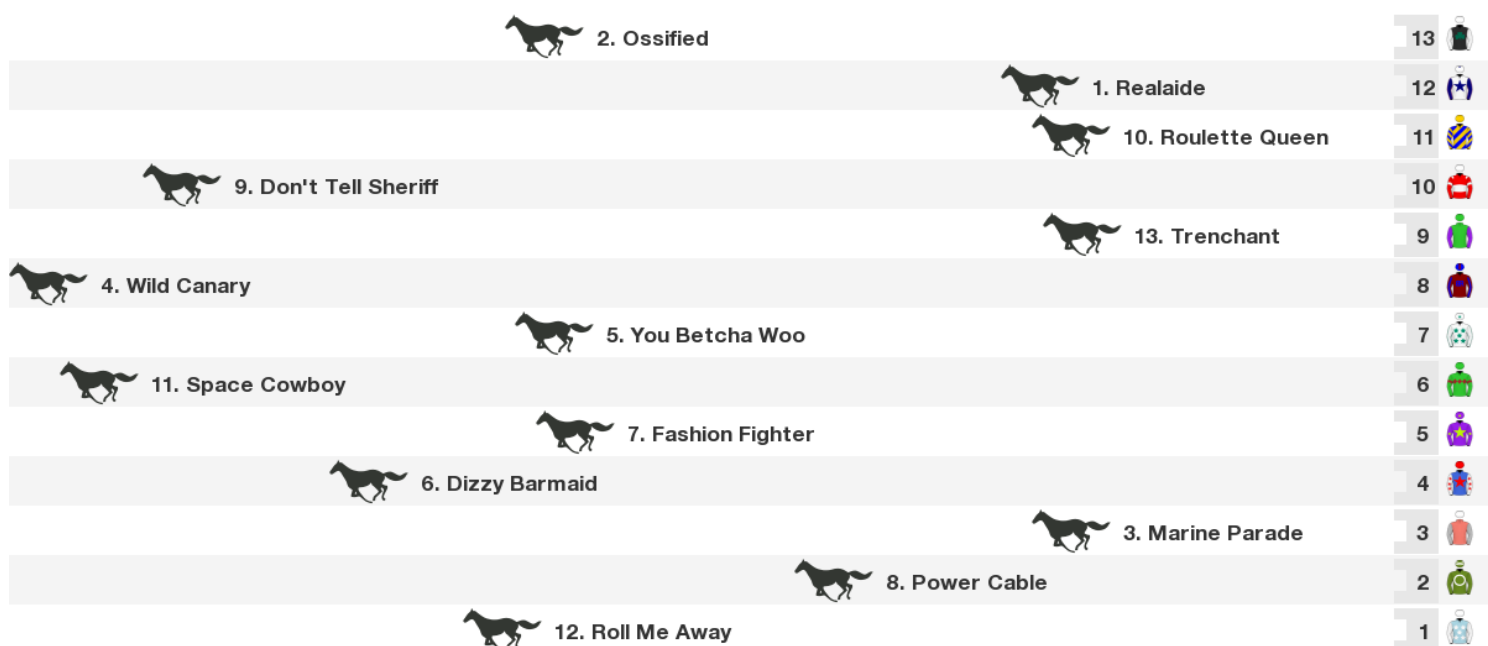 2. Ossified 13
1. Realaide 12
10. Roulette Queen 11
9. Don't Tell Sheriff 10
13. Trenchant 9
4. Wild Canary 8
5. You Betcha Woo 7
11. Space Cowboy 6
7. Fashion Fighter 5
6. Dizzy Barmaid 4
3. Marine Parade 3
8. Power Cable 2
12. Roll Me Away 1